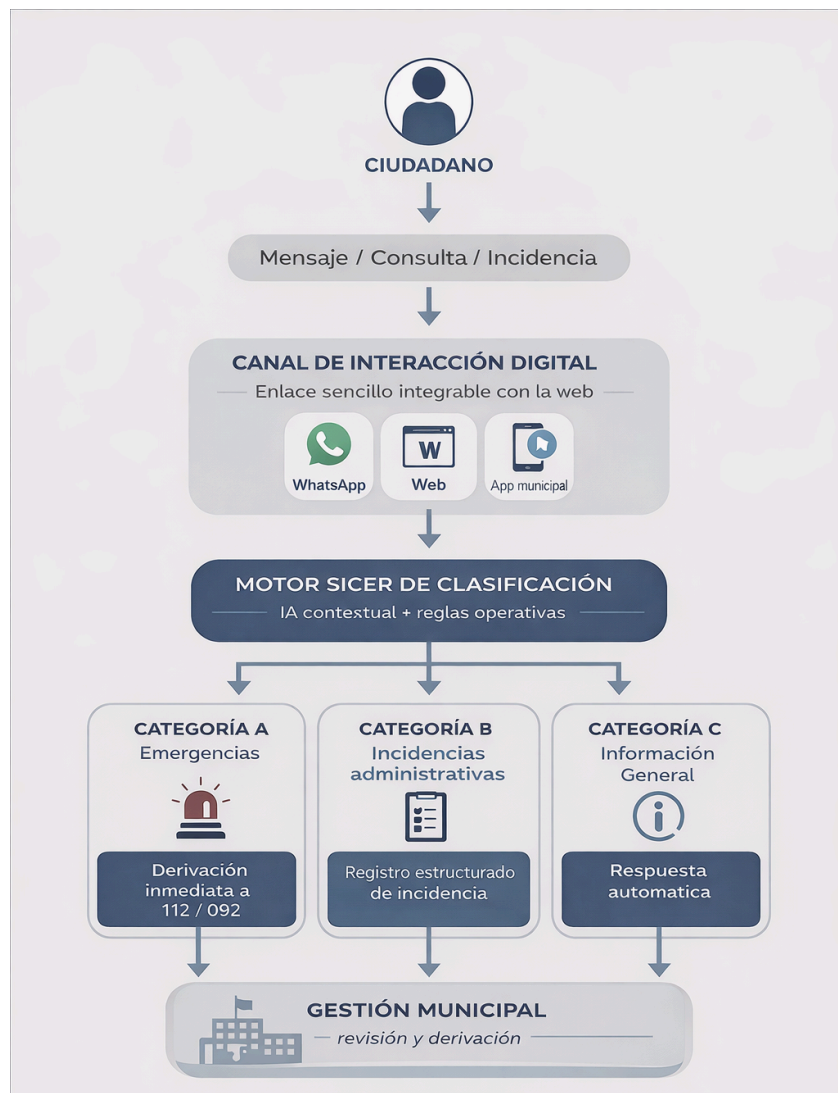 CIUDADANO
Mensaje / Consulta / Incidencia
CANAL DE INTERACCIÓN DIGITAL
Enlace sencillo integrable con la web
W
WhatsApp
Web
App municipal
MOTOR SICER DE CLASIFICACIÓN
IA contextual + reglas operativas
CATEGORÍA A
Emergencias
Derivación
inmediata a
112 / 092
CATEGORÍA B
Incidencias
administrativas
Registro estructurado
de incidencia
CATEGORÍA C
Información
General
Respuesta
automatica
GESTIÓN MUNICIPAL
revisión y derivación